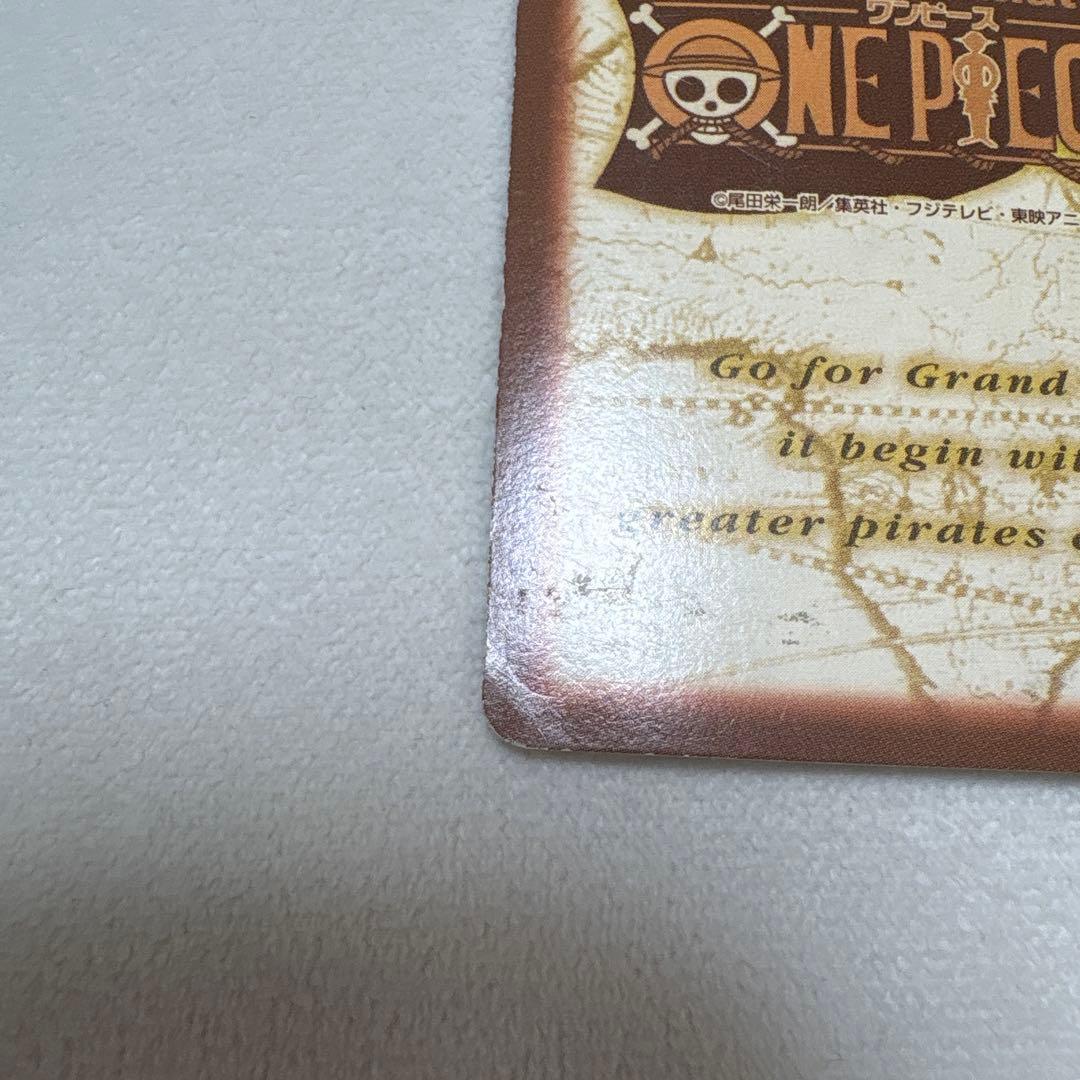 ワンピース
ONE PIEC
©尾田栄一朗／集英社・フジテレビ・東映アニ
Go for Grand
it begin wit
greater pirates